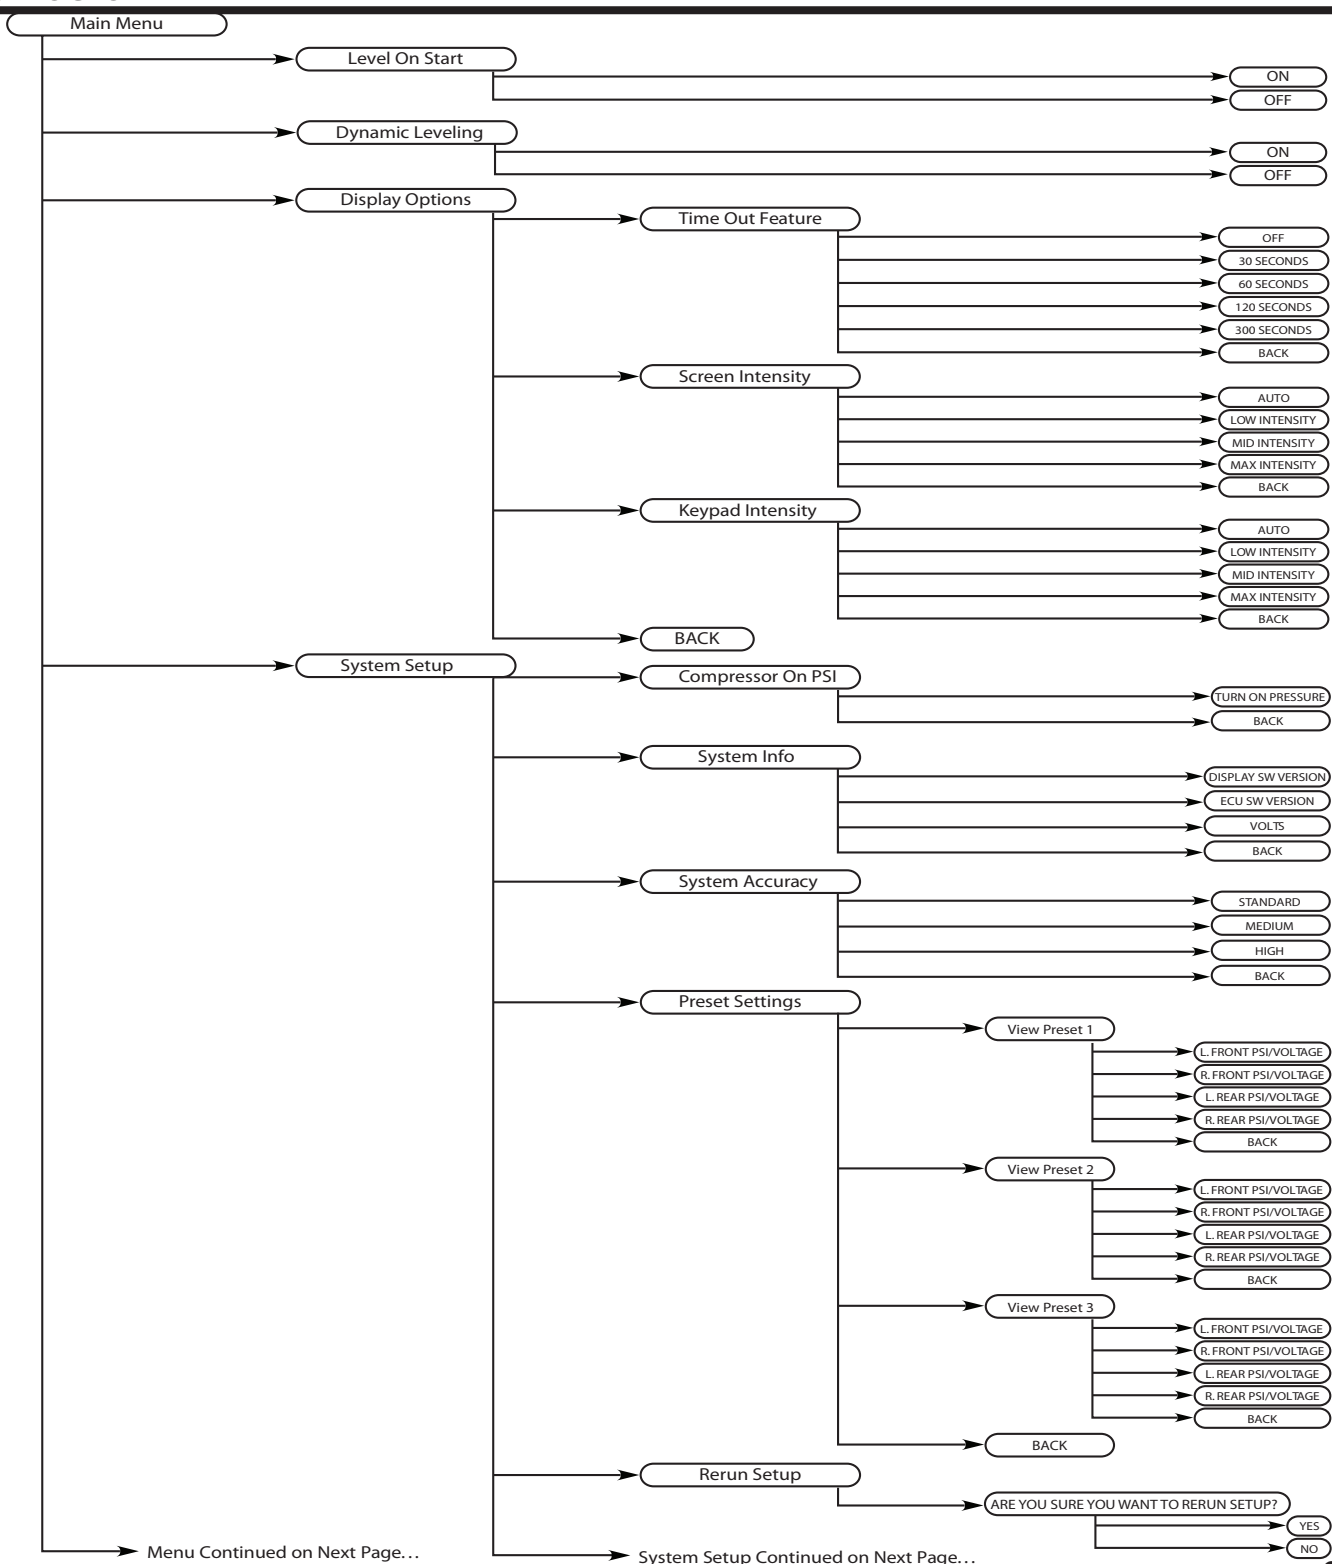 Main Menu
Level On Start
ON
OFF
Dynamic Leveling
ON
OFF
Display Options
Time Out Feature
OFF
30 SECONDS
60 SECONDS
120 SECONDS
300 SECONDS
BACK
Screen Intensity
AUTO
LOW INTENSITY
MID INTENSITY
MAX INTENSITY
BACK
Keypad Intensity
AUTO
LOW INTENSITY
MID INTENSITY
MAX INTENSITY
BACK
BACK
System Setup
Compressor On PSI
TURN ON PRESSURE
BACK
System Info
DISPLAY SW VERSION
ECU SW VERSION
VOLTS
BACK
System Accuracy
STANDARD
MEDIUM
HIGH
BACK
Preset Settings
View Preset 1
L. FRONT PSI/VOLTAGE
R. FRONT PSI/VOLTAGE
L. REAR PSI/VOLTAGE
R. REAR PSI/VOLTAGE
BACK
View Preset 2
L. FRONT PSI/VOLTAGE
R. FRONT PSI/VOLTAGE
L. REAR PSI/VOLTAGE
R. REAR PSI/VOLTAGE
BACK
View Preset 3
L. FRONT PSI/VOLTAGE
R. FRONT PSI/VOLTAGE
L. REAR PSI/VOLTAGE
R. REAR PSI/VOLTAGE
BACK
BACK
Rerun Setup
ARE YOU SURE YOU WANT TO RERUN SETUP?
YES
NO
Menu Continued on Next Page...
System Setup Continued on Next Page...